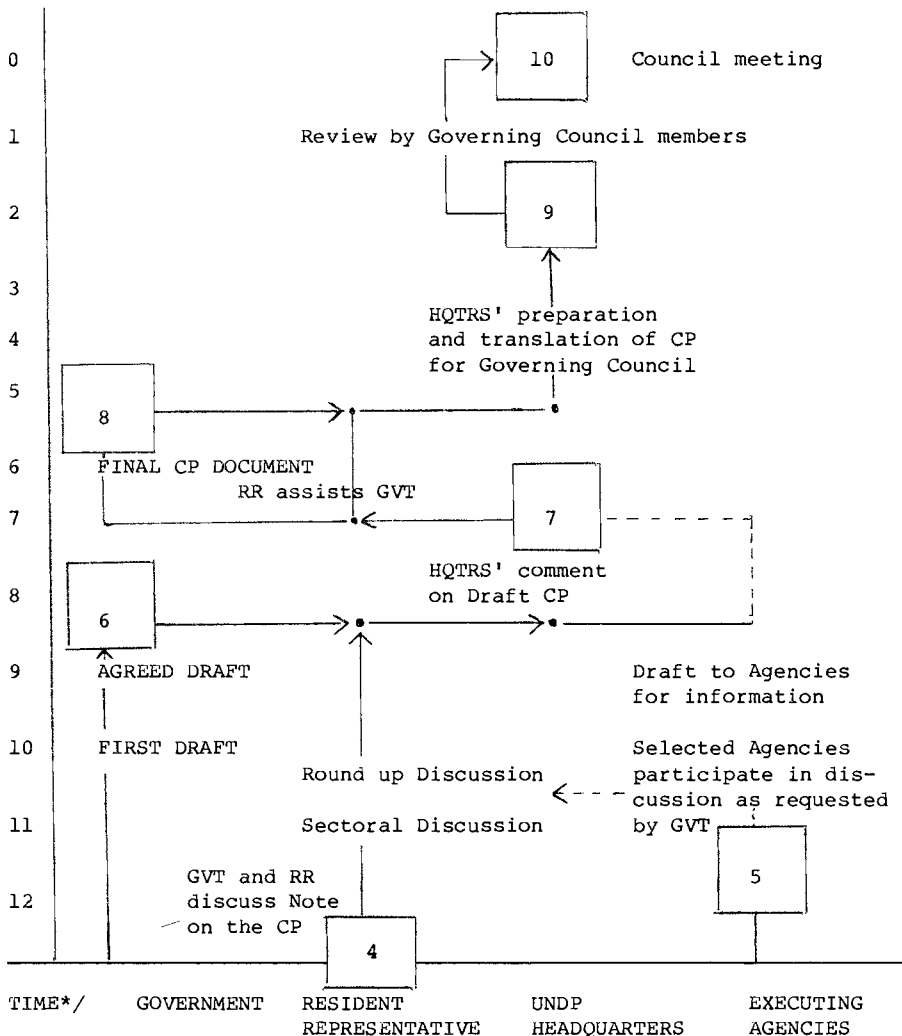 0
10
Council meeting
1
Review by Governing Council members
2
9
3
HQTRS' preparation
4
and translation of CP
for Governing Council
5
8
6
FINAL CP DOCUMENT
RR assists GVT
7
7
HQTRS' comment
8
on Draft CP
6
9
AGREED DRAFT
Draft to Agencies
for information
10
FIRST DRAFT
Selected Agencies
Round up Discussion
participate in dis-
cussion as requested
11
Sectoral Discussion
by GVT
GVT and RR
5
discuss Note
12
on the CP
4
TIME*/ GOVERNMENT RESIDENT UNDP EXECUTING
REPRESENTATIVE HEADQUARTERS AGENCIES